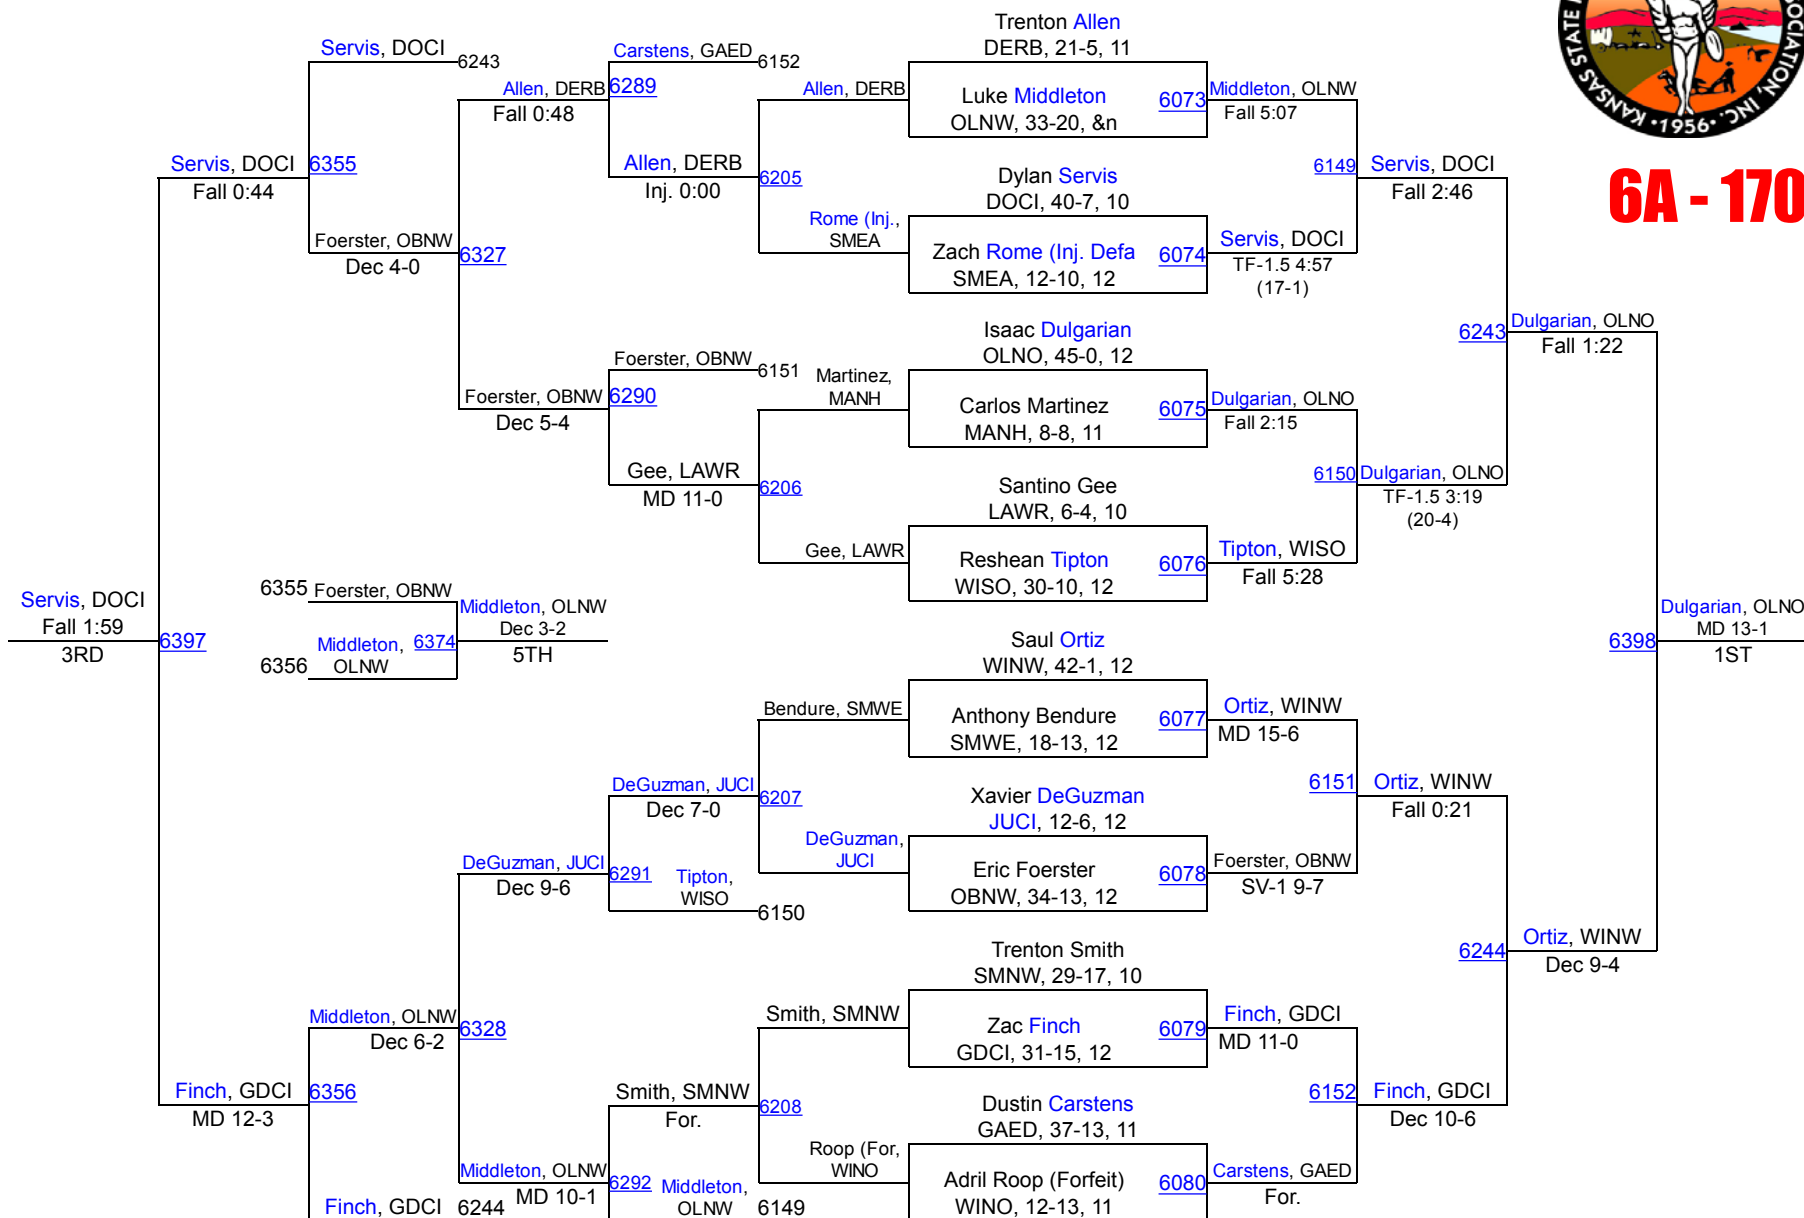 KANSAS STATE
OCIATION, INC.
•1956•
6A - 170
Trenton Allen
DERB, 21-5, 11
Luke Middleton
OLNW, 33-20, &n
6073
Dylan Servis
DOCI, 40-7, 10
Zach Rome (Inj. Defa
SMEA, 12-10, 12
6074
Isaac Dulgarian
OLNO, 45-0, 12
Carlos Martinez
MANH, 8-8, 11
6075
Santino Gee
LAWR, 6-4, 10
Reshean Tipton
WISO, 30-10, 12
6076
Saul Ortiz
WINW, 42-1, 12
Anthony Bendure
SMWE, 18-13, 12
6077
Xavier DeGuzman
JUCI, 12-6, 12
Eric Foerster
OBNW, 34-13, 12
6078
Trenton Smith
SMNW, 29-17, 10
Zac Finch
GDCI, 31-15, 12
6079
Dustin Carstens
GAED, 37-13, 11
Adril Roop (Forfeit)
WINO, 12-13, 11
6080
Middleton, OLNW
Fall 5:07
6149
Servis, DOCI
TF-1.5 4:57
(17-1)
Dulgarian, OLNO
Fall 2:15
6150
Tipton, WISO
Fall 5:28
Ortiz, WINW
MD 15-6
6151
Foerster, OBNW
SV-1 9-7
Finch, GDCI
MD 11-0
6152
Carstens, GAED
For.
Servis, DOCI
Fall 2:46
6243
Dulgarian, OLNO
TF-1.5 3:19
(20-4)
Ortiz, WINW
Fall 0:21
6244
Finch, GDCI
Dec 10-6
Dulgarian, OLNO
Fall 1:22
6398
Ortiz, WINW
Dec 9-4
Dulgarian, OLNO
MD 13-1
1ST
Allen, DERB
6205
Rome (Inj.,
SMEA
Martinez,
MANH
6206
Gee, LAWR
Bendure, SMWE
6207
DeGuzman,
JUCI
Smith, SMNW
6208
Roop (For,
WINO
Carstens, GAED
6152
6289
Allen, DERB
Inj. 0:00
Foerster, OBNW
6151
6290
Gee, LAWR
MD 11-0
DeGuzman, JUCI
Dec 7-0
6291
Tipton,
WISO
6150
Smith, SMNW
For.
6292
Middleton,
OLNW
6149
Allen, DERB
Fall 0:48
6327
Foerster, OBNW
Dec 5-4
DeGuzman, JUCI
Dec 9-6
6328
Middleton, OLNW
MD 10-1
Servis, DOCI
6243
6355
Foerster, OBNW
Dec 4-0
6355
Foerster, OBNW
Middleton,
OLNW
6356
6374
Middleton, OLNW
Dec 3-2
5TH
Middleton, OLNW
Dec 6-2
6356
Finch, GDCI
6244
Servis, DOCI
Fall 0:44
6397
Finch, GDCI
MD 12-3
Servis, DOCI
Fall 1:59
3RD